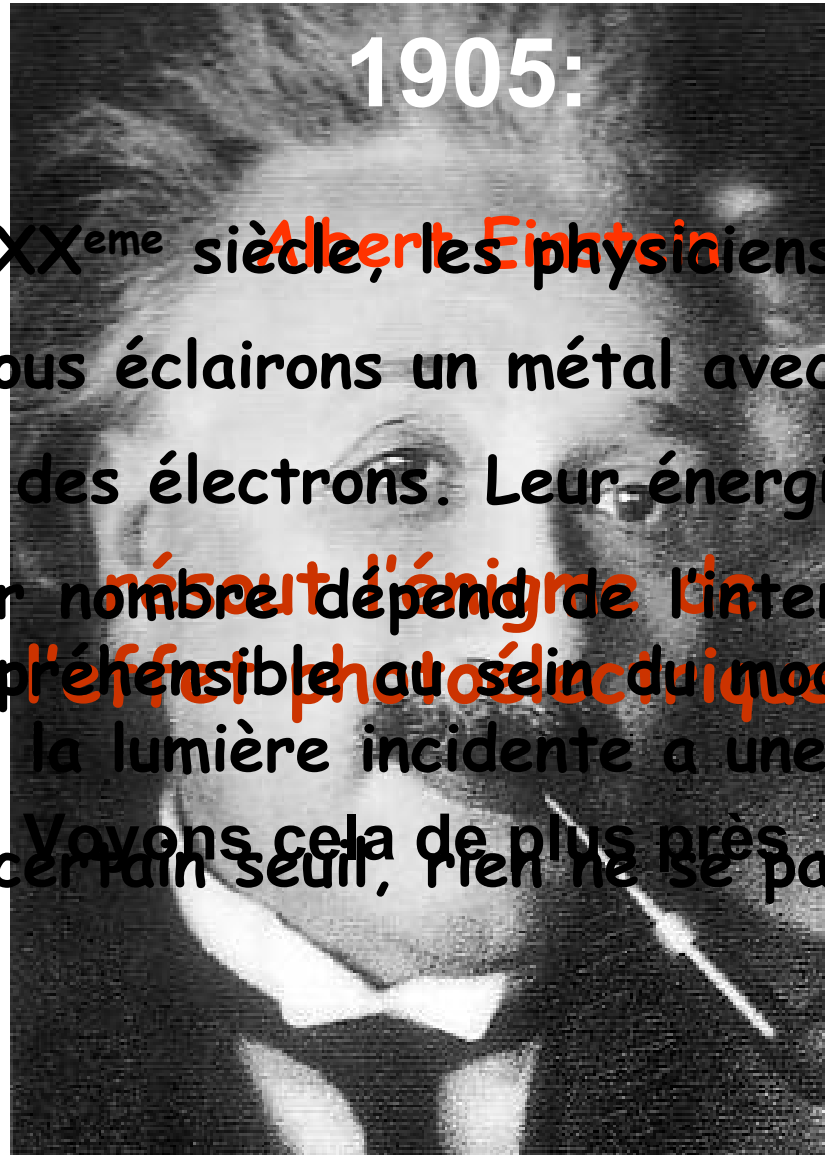 1905:
Albert Einstein
XXeme siècle, les physiciens
ous éclairons un métal avec
des électrons. Leur énergi
résout l'énigme de
r nombre dépend de l'inten
l'effet photoélectrique
préhensible au sein du mod
la lumière incidente a une
Voyons cela de plus près
certain seuil, rien ne se pa